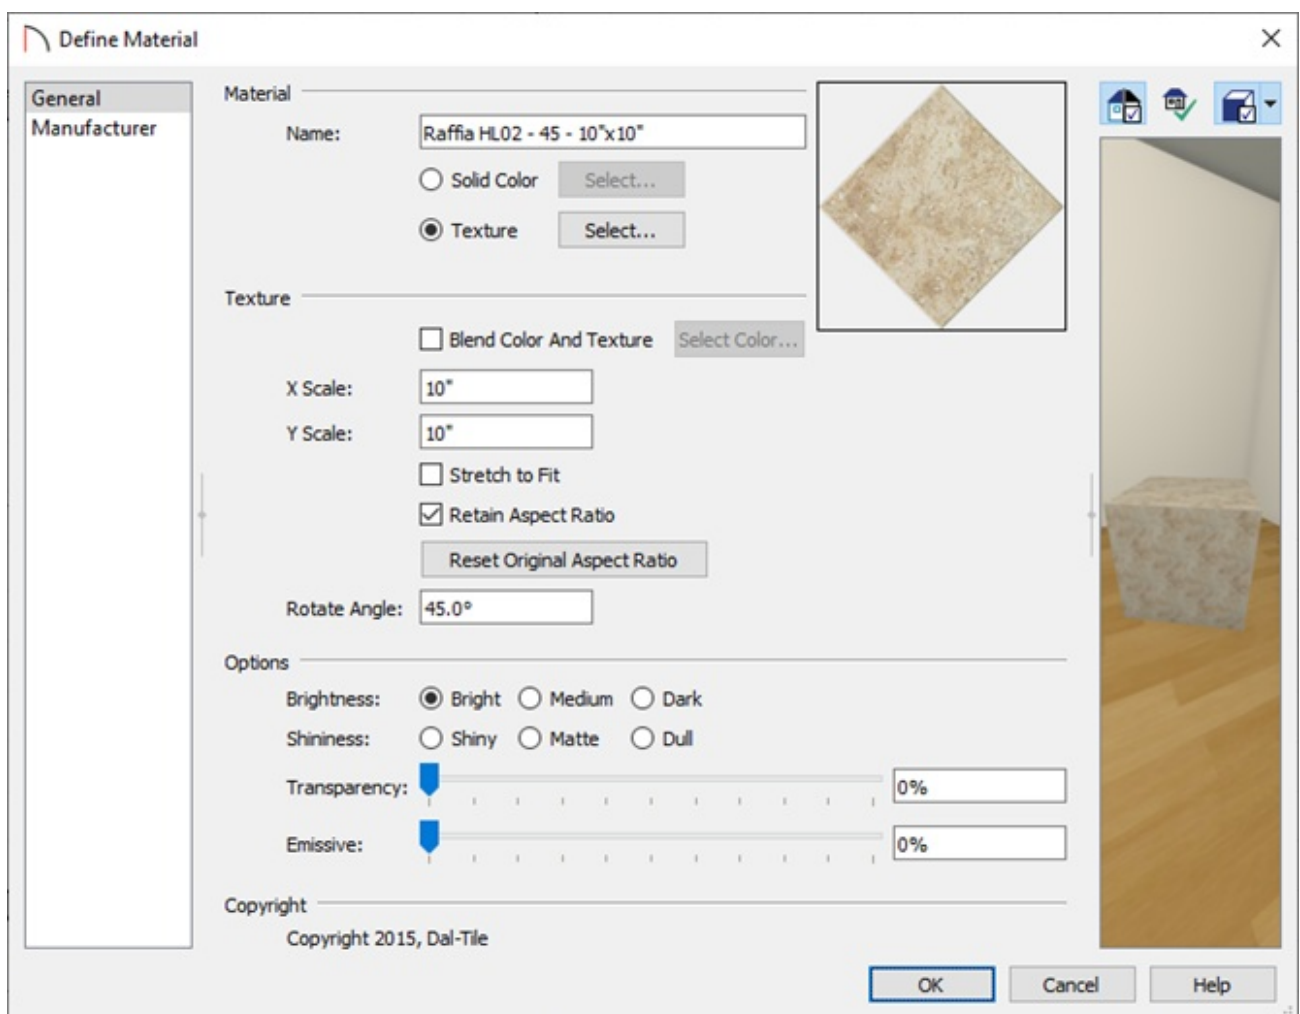 Define Material
General
Manufacturer
Material
Name: Raffia HL02 - 45 - 10"x10"
Solid Color Select...
Texture Select...
Texture
Blend Color And Texture Select Color...
X Scale: 10"
Y Scale: 10"
Stretch to Fit
Retain Aspect Ratio
Reset Original Aspect Ratio
Rotate Angle: 45.0°
Options
Brightness: Bright Medium Dark
Shininess: Shiny Matte Dull
Transparency: 0%
Emissive: 0%
Copyright
Copyright 2015, Dal-Tile
OK Cancel Help